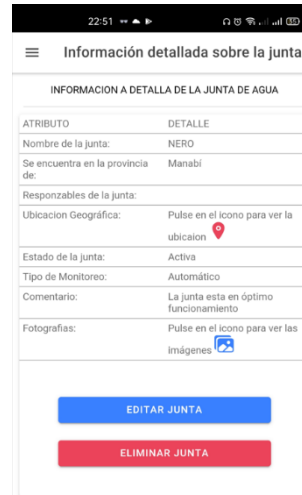 22:51
35
Información detallada sobre la junta
INFORMACION A DETALLA DE LA JUNTA DE AGUA
ATRIBUTO DETALLE
Nombre de la junta: NERO
Se encuentra en la provincia de: Manabí
Responzables de la junta:
Ubicacion Geográfica: Pulse en el icono para ver la
ubicaion
Estado de la junta: Activa
Tipo de Monitoreo: Automático
Comentario: La junta esta en óptimo
funcionamiento
Fotografias: Pulse en el icono para ver las
imágenes
EDITAR JUNTA
ELIMINAR JUNTA